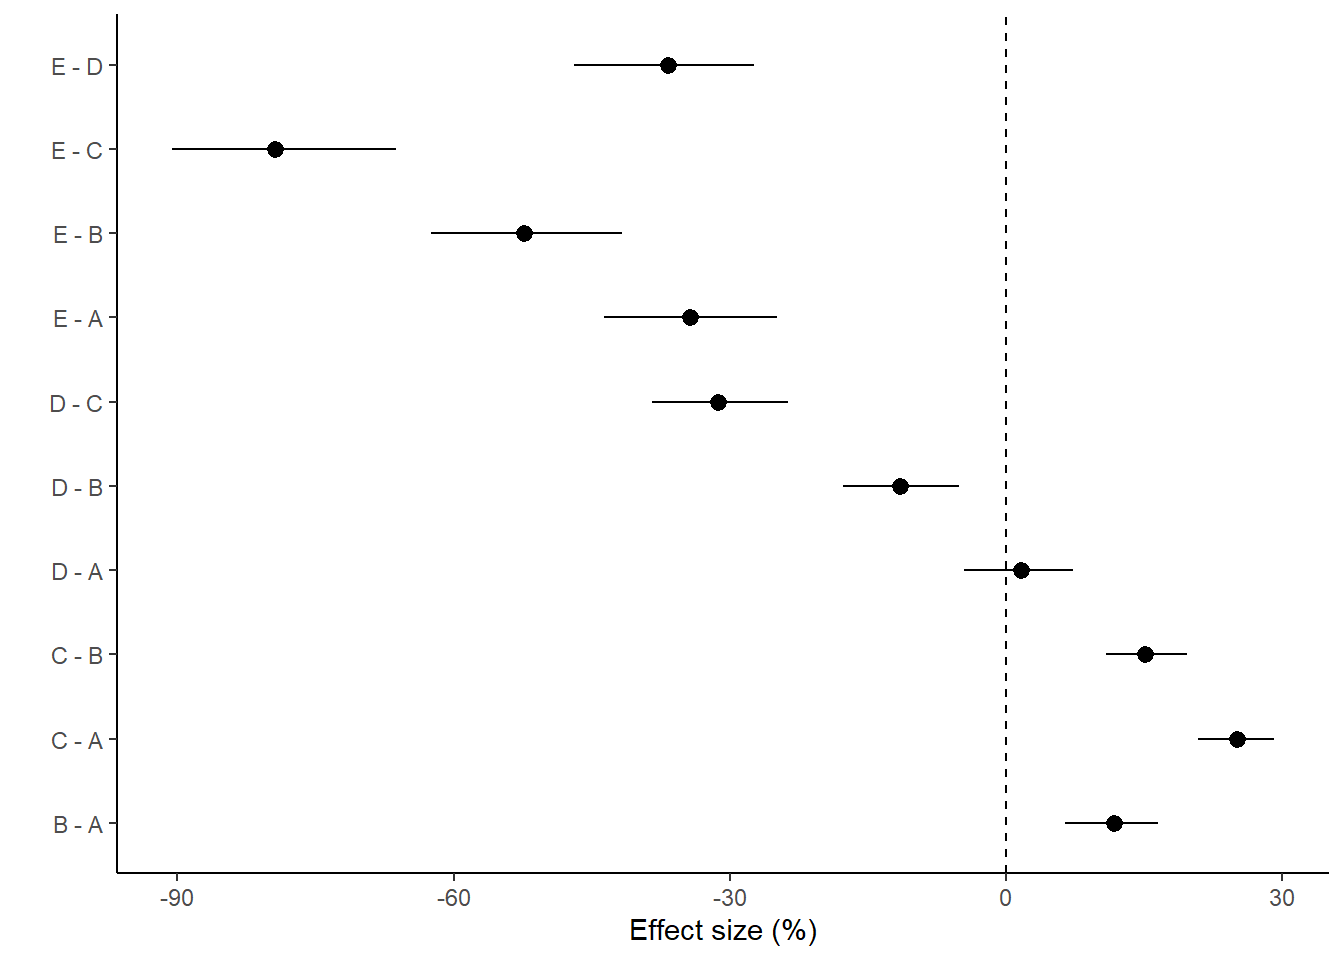 E - D
E - C
E - B
E - A
D - C
D - B
D - A
C - B
C - A
B - A
-90 -60 -30 0 30
Effect size (%)